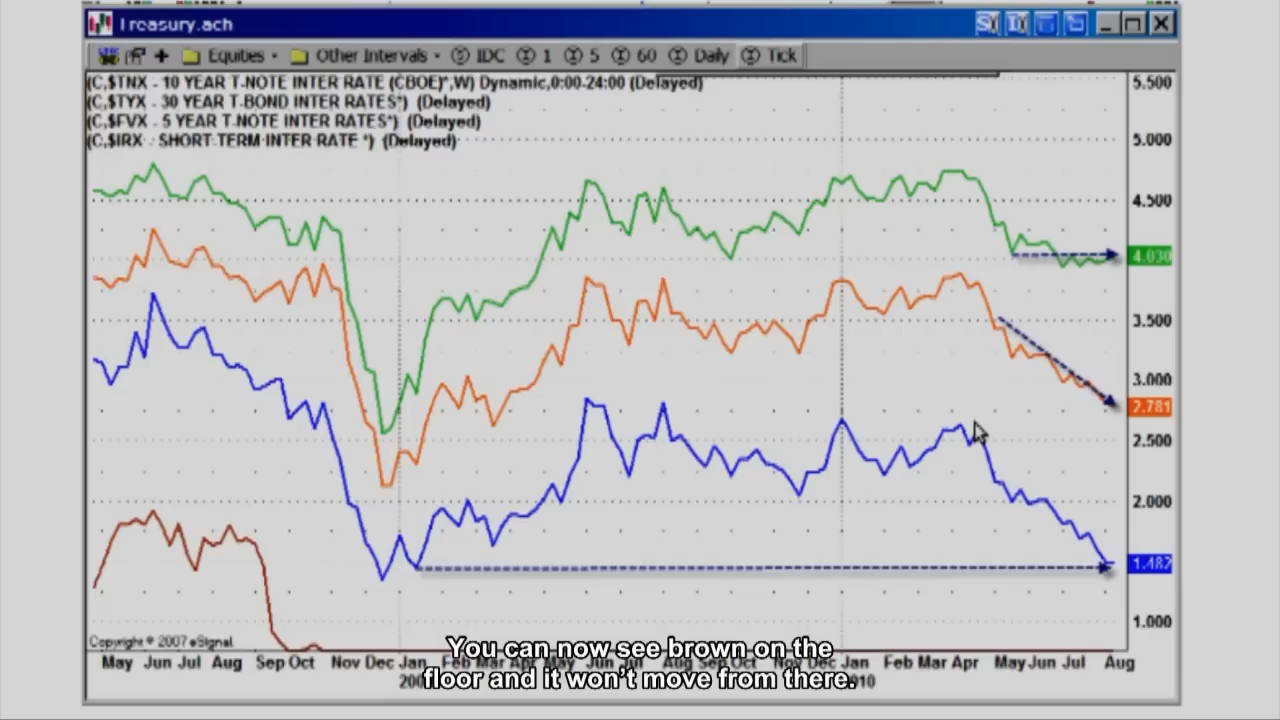 Treasury.ach
Equities Other Intervals IDC 1 5 60 Daily Tick
(C,$TNX - 10 YEAR T-NOTE INTER RATE (CBOE)*,W) Dynamic,0:00-24:00 (Delayed)
(C,$TYX - 30 YEAR T-BOND INTER RATES*) (Delayed)
(C,$FVX - 5 YEAR T-NOTE INTER RATES*) (Delayed)
(C,$IRX - SHORT TERM INTER RATE *) (Delayed)
5.500
5.000
4.500
4.030
3.500
3.000
2.781
2.500
2.000
1.487
1.000
Copyright © 2007 eSignal.
May Jun Jul Aug Sep Oct Nov Dec Jan Feb Mar Apr May Jun Jul Aug Sep Oct Nov Dec Jan Feb Mar Apr May Jun Jul Aug
You can now see brown on the
floor and it won't move from there.